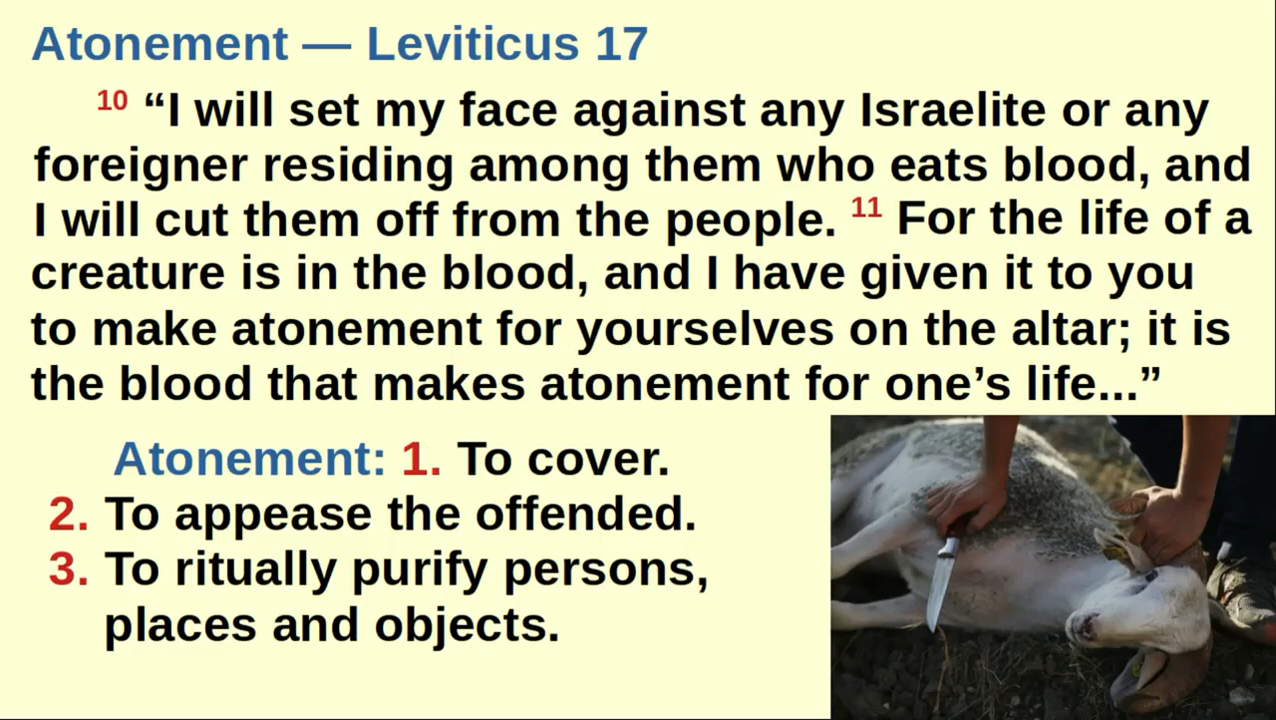 Atonement — Leviticus 17
10 “I will set my face against any Israelite or any
foreigner residing among them who eats blood, and
I will cut them off from the people. 11 For the life of a
creature is in the blood, and I have given it to you
to make atonement for yourselves on the altar; it is
the blood that makes atonement for one’s life...”
Atonement: 1. To cover.
2. To appease the offended.
3. To ritually purify persons,
places and objects.